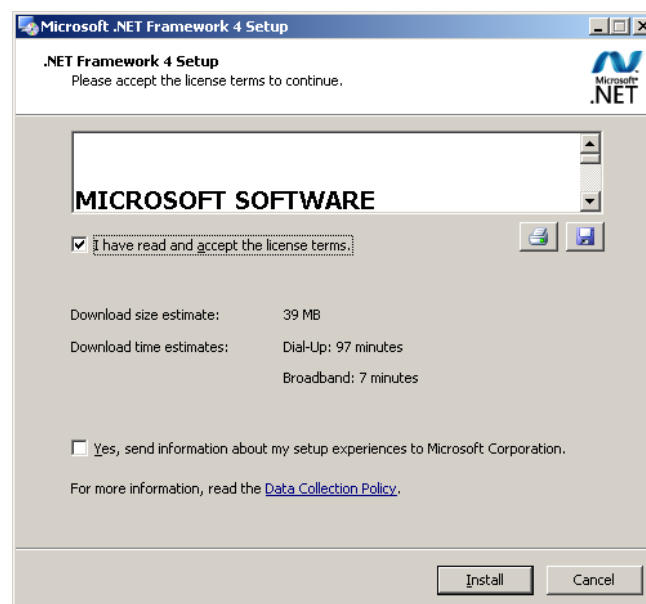 Microsoft .NET Framework 4 Setup
.NET Framework 4 Setup
Please accept the license terms to continue.
Microsoft®
.NET
MICROSOFT SOFTWARE
I have read and accept the license terms.
Download size estimate: 39 MB
Download time estimates: Dial-Up: 97 minutes
Broadband: 7 minutes
Yes, send information about my setup experiences to Microsoft Corporation.
For more information, read the Data Collection Policy.
Install Cancel